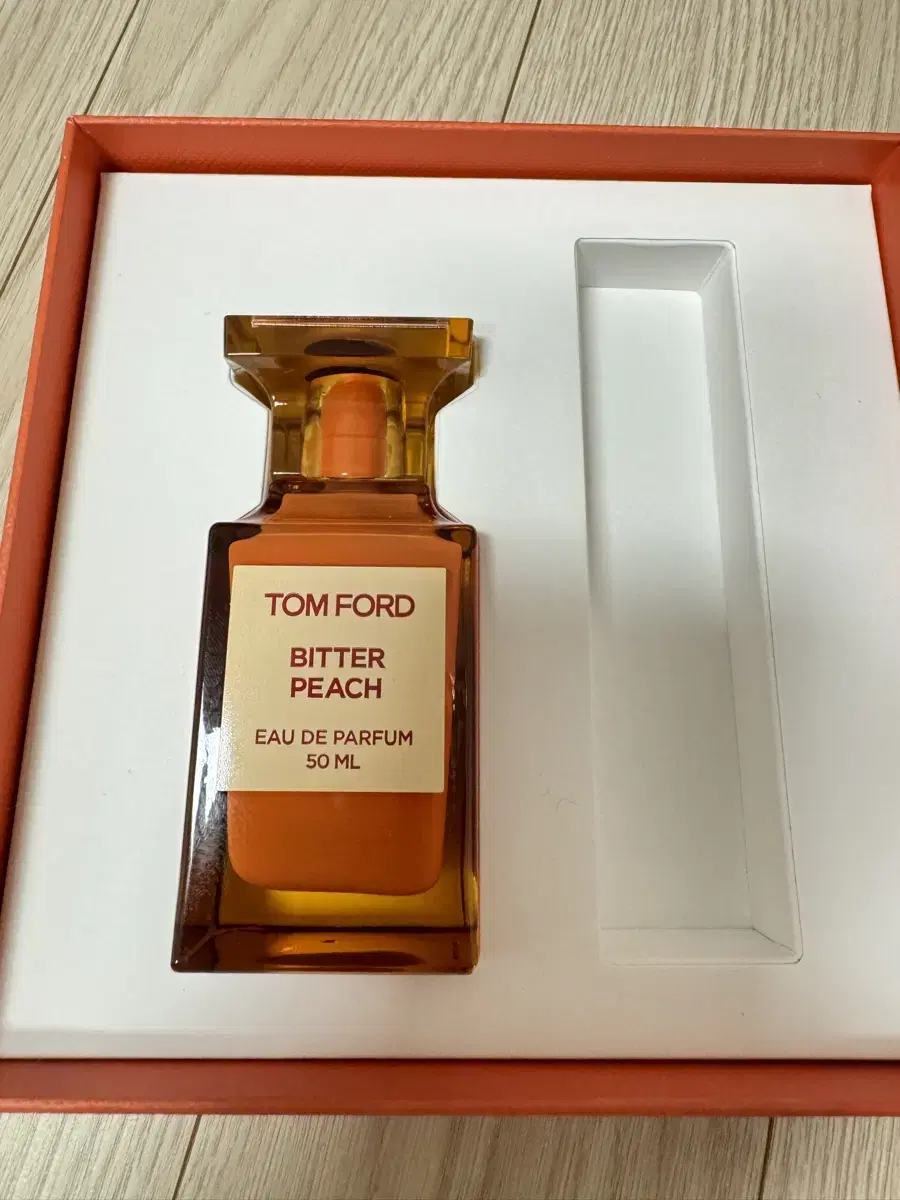 TOM FORD
BITTER
PEACH
EAU DE PARFUM
50 ML